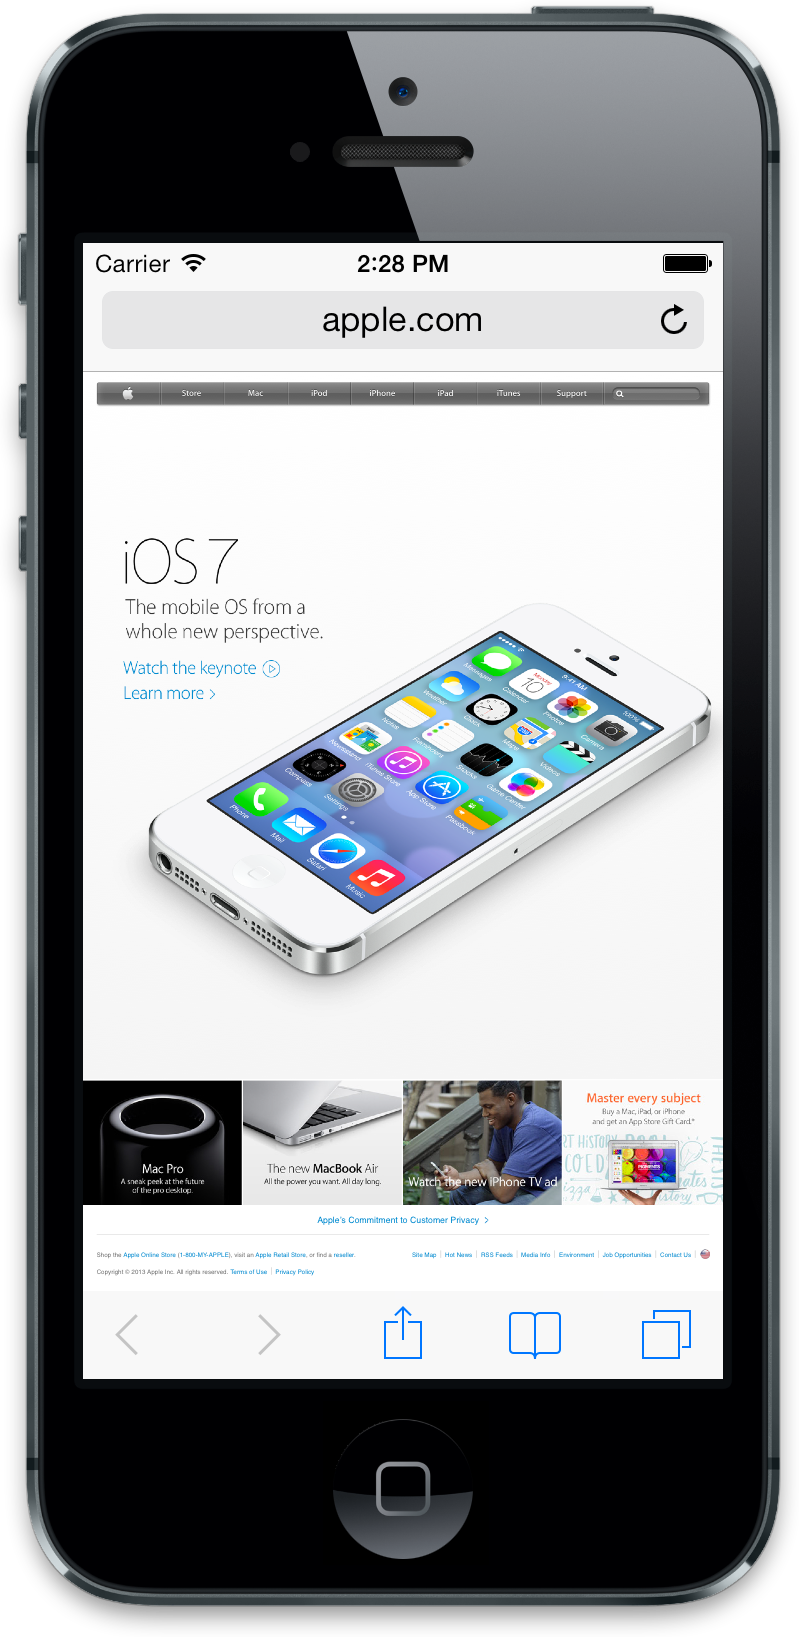 Carrier 2:28 PM
apple.com
Store Mac iPod iPhone iPad iTunes Support
iOS 7
The mobile OS from a
whole new perspective.
Watch the keynote
Learn more >
9:41 AM 100%
Messages Calendar Photos Camera
Weather Clock Maps Videos
Notes Reminders Stocks Game Center
Newsstand iTunes Store App Store Passbook
Compass Settings
Phone Mail Safari Music
Monday
10
Mac Pro
A sneak peek at the future
of the pro desktop.
The new MacBook Air
All the power you want. All day long.
Watch the new iPhone TV ad
Master every subject
Buy a Mac, iPad, or iPhone
and get an App Store Gift Card.*
Apple's Commitment to Customer Privacy >
Shop the Apple Online Store (1-800-MY-APPLE), visit an Apple Retail Store, or find a reseller.
Site Map Hot News RSS Feeds Media Info Environment Job Opportunities Contact Us
Copyright © 2013 Apple Inc. All rights reserved. Terms of Use Privacy Policy